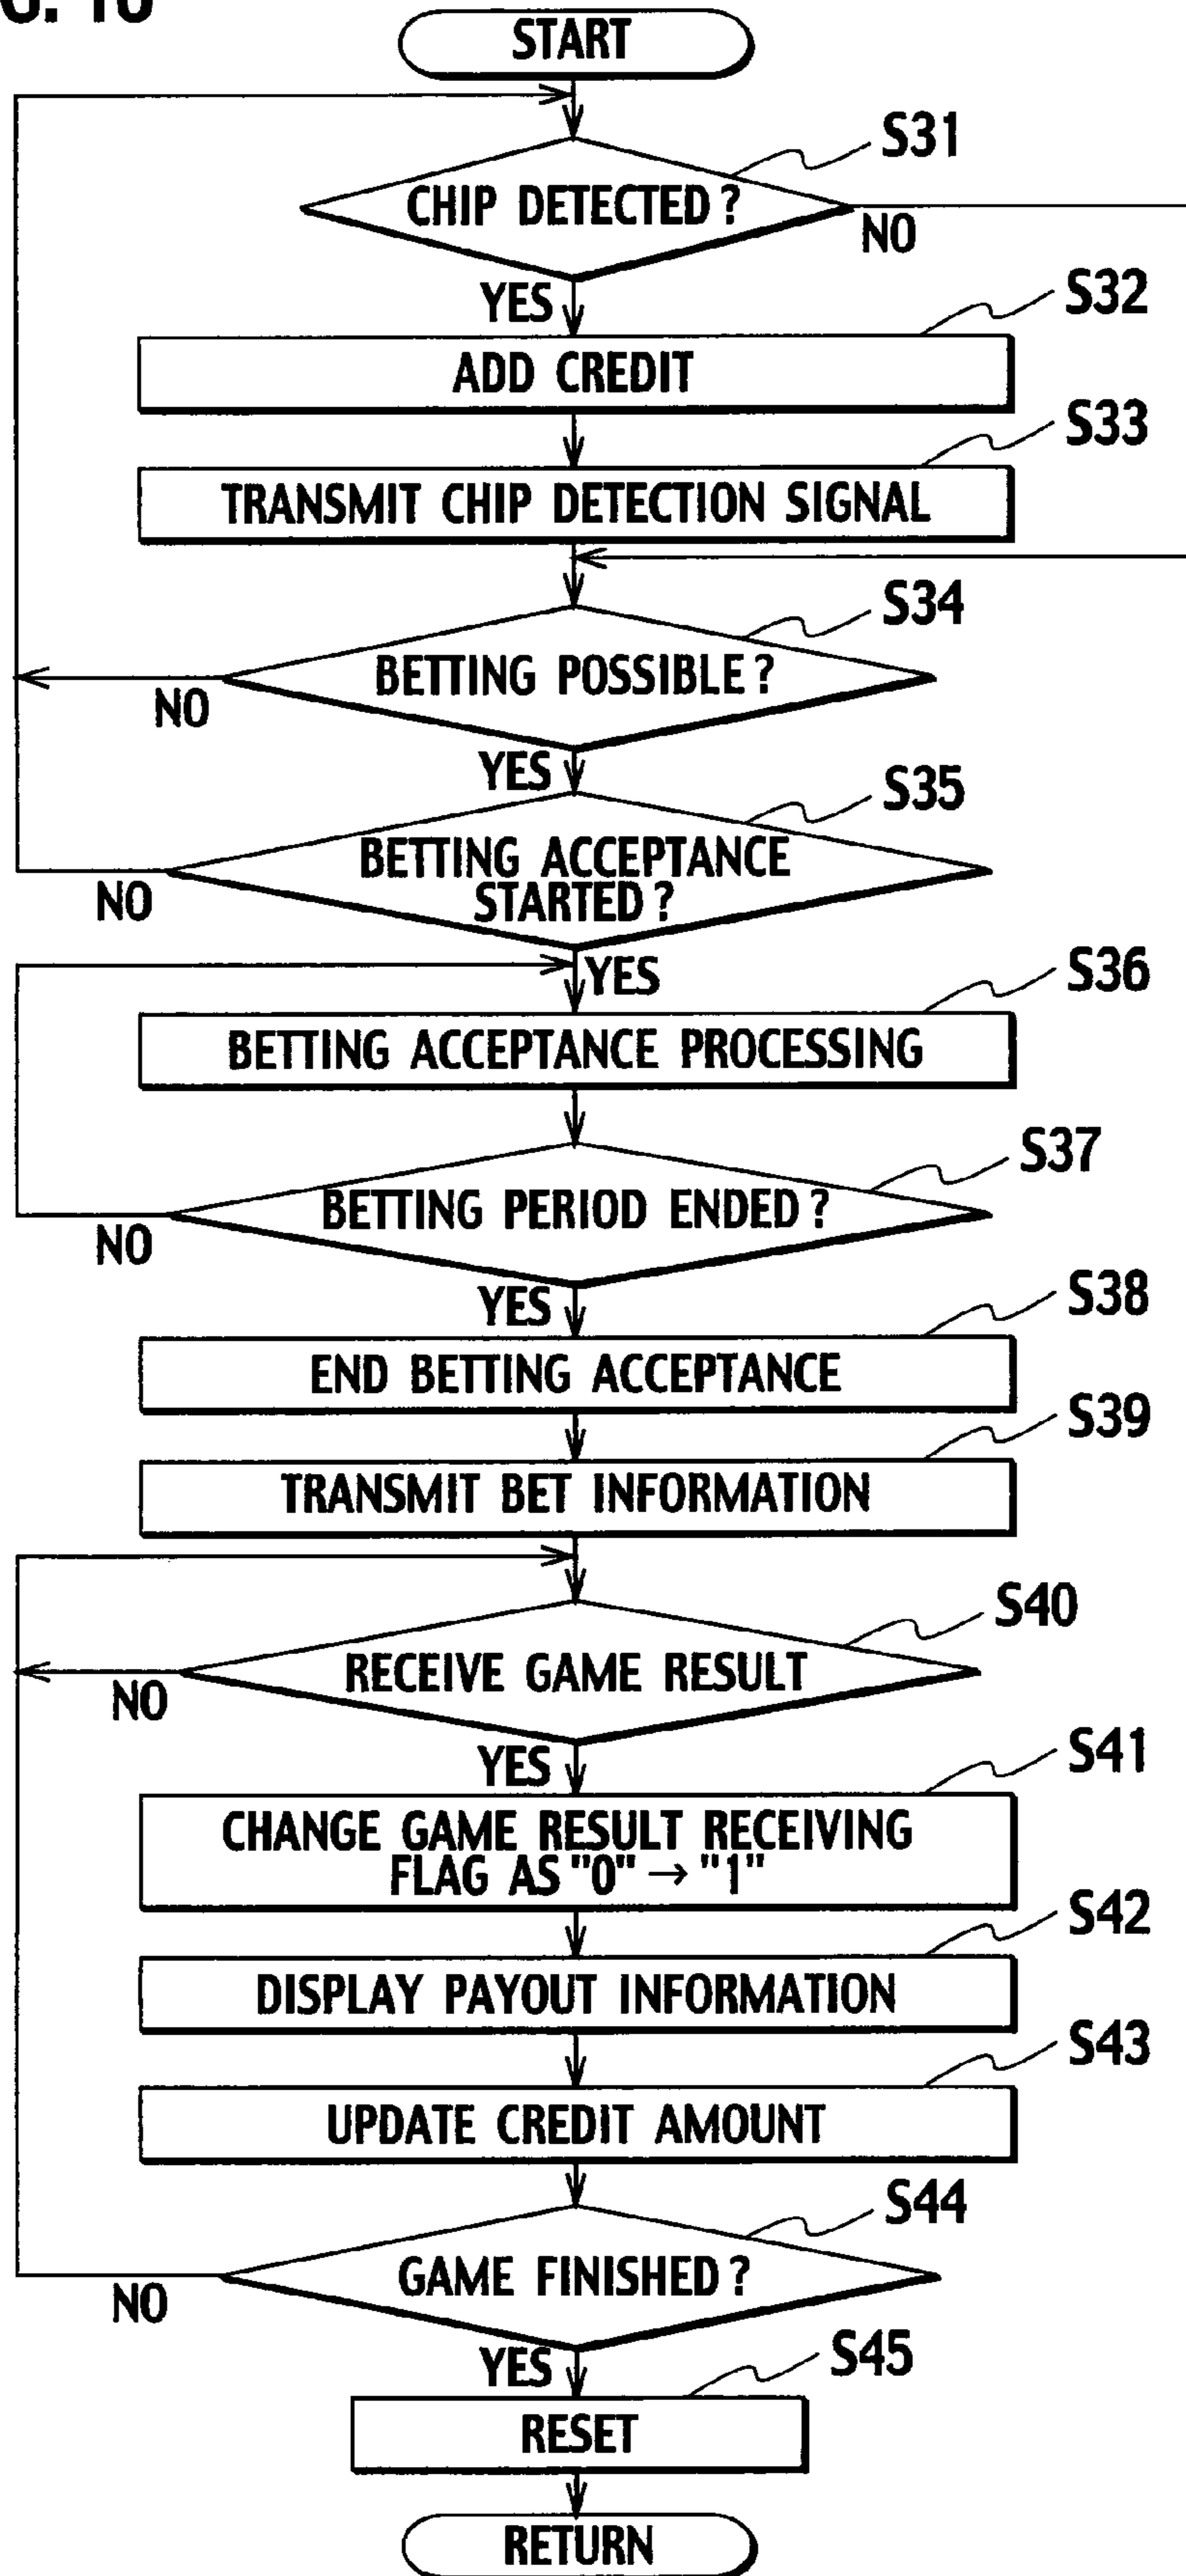 START
S31
CHIP DETECTED?
NO
YES
S32
ADD CREDIT
S33
TRANSMIT CHIP DETECTION SIGNAL
S34
BETTING POSSIBLE?
NO
YES
S35
BETTING ACCEPTANCE
STARTED?
NO
YES
S36
BETTING ACCEPTANCE PROCESSING
S37
BETTING PERIOD ENDED?
NO
YES
S38
END BETTING ACCEPTANCE
S39
TRANSMIT BET INFORMATION
S40
RECEIVE GAME RESULT
NO
YES
S41
CHANGE GAME RESULT RECEIVING
FLAG AS "0" → "1"
S42
DISPLAY PAYOUT INFORMATION
S43
UPDATE CREDIT AMOUNT
S44
GAME FINISHED?
NO
YES
S45
RESET
RETURN